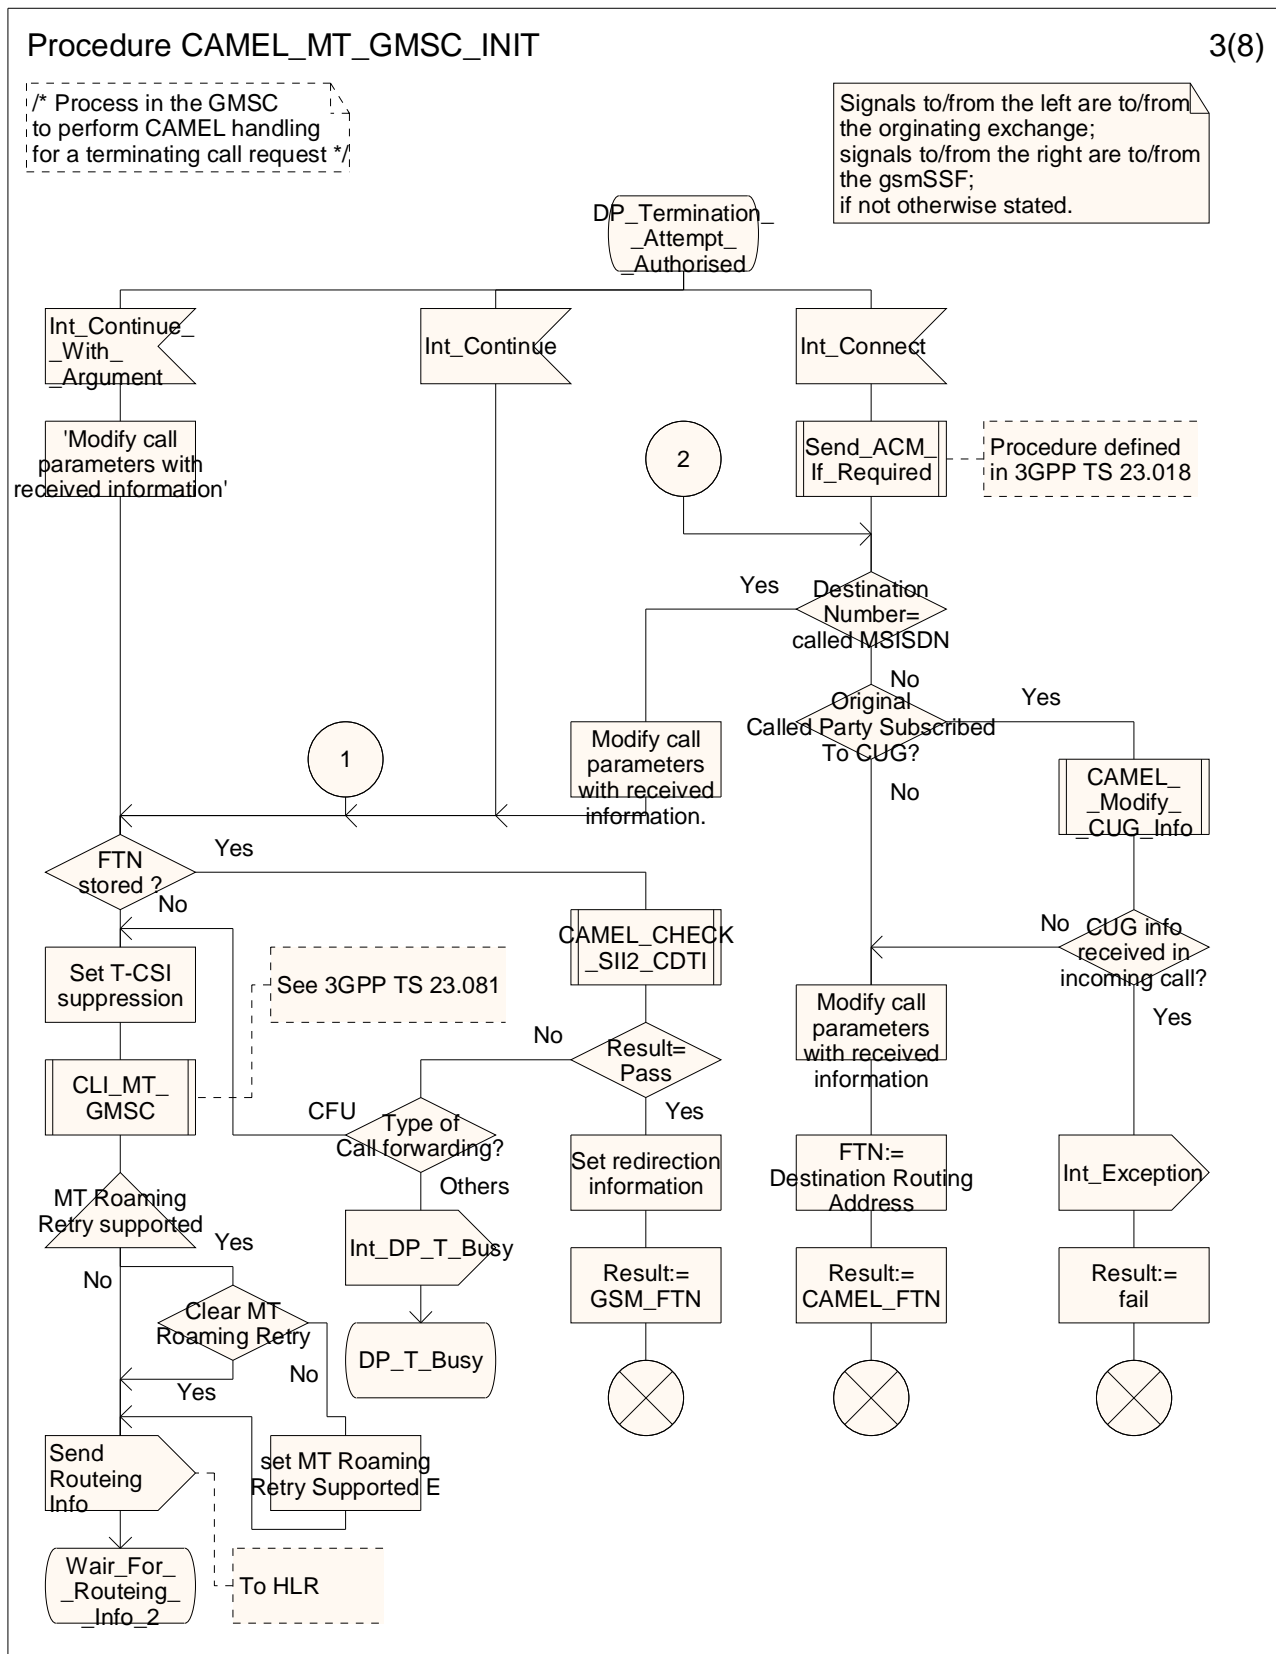 Procedure CAMEL_MT_GMSC_INIT
3(8)
/* Process in the GMSC
to perform CAMEL handling
for a terminating call request */
Signals to/from the left are to/from
the orginating exchange;
signals to/from the right are to/from
the gsmSSF;
if not otherwise stated.
DP_Termination_
_Attempt_
_Authorised
Int_Continue_
_With_
_Argument
Int_Continue
Int_Connect
'Modify call
parameters with
received information'
2
Send_ACM_
If_Required
Procedure defined
in 3GPP TS 23.018
Yes
Destination
Number=
called MSISDN
No
Original
Called Party Subscribed
To CUG?
Yes
No
1
Modify call
parameters
with received
information.
CAMEL_
_Modify_
_CUG_Info
FTN
stored ?
Yes
No
CAMEL_CHECK
_SII2_CDTI
No
CUG info
received in
incoming call?
Yes
Set T-CSI
suppression
See 3GPP TS 23.081
Modify call
parameters
with received
information
No
Result=
Pass
Yes
CLI_MT_
GMSC
CFU
Type of
Call forwarding?
Others
Set redirection
information
FTN:=
Destination Routing
Address
Int_Exception
MT Roaming
Retry supported
Yes
No
Int_DP_T_Busy
Result:=
GSM_FTN
Result:=
CAMEL_FTN
Result:=
fail
Clear MT
Roaming Retry
Yes
No
DP_T_Busy
Send
Routeing
Info
set MT Roaming
Retry Supported E
Wair_For_
_Routeing_
_Info_2
To HLR